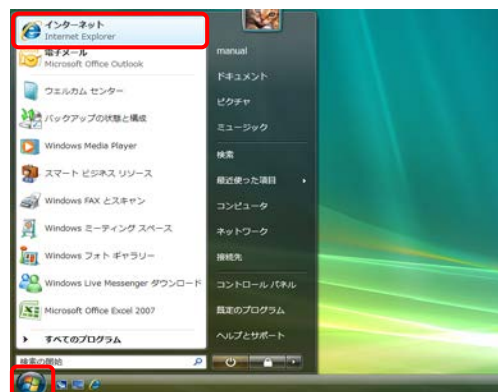 インターネット
Internet Explorer
電子メール
Microsoft Office Outlook
ウェルカム センター
バックアップの状態と構成
Windows Media Player
スマート ビジネス リソース
Windows FAX とスキャン
Windows ミーティング スペース
Windows フォト ギャラリー
Windows Live Messenger ダウンロード
Microsoft Office Excel 2007
すべてのプログラム
検索の開始
manual
ドキュメント
ピクチャ
ミュージック
検索
最近使った項目
コンピュータ
ネットワーク
接続先
コントロール パネル
既定のプログラム
ヘルプとサポート